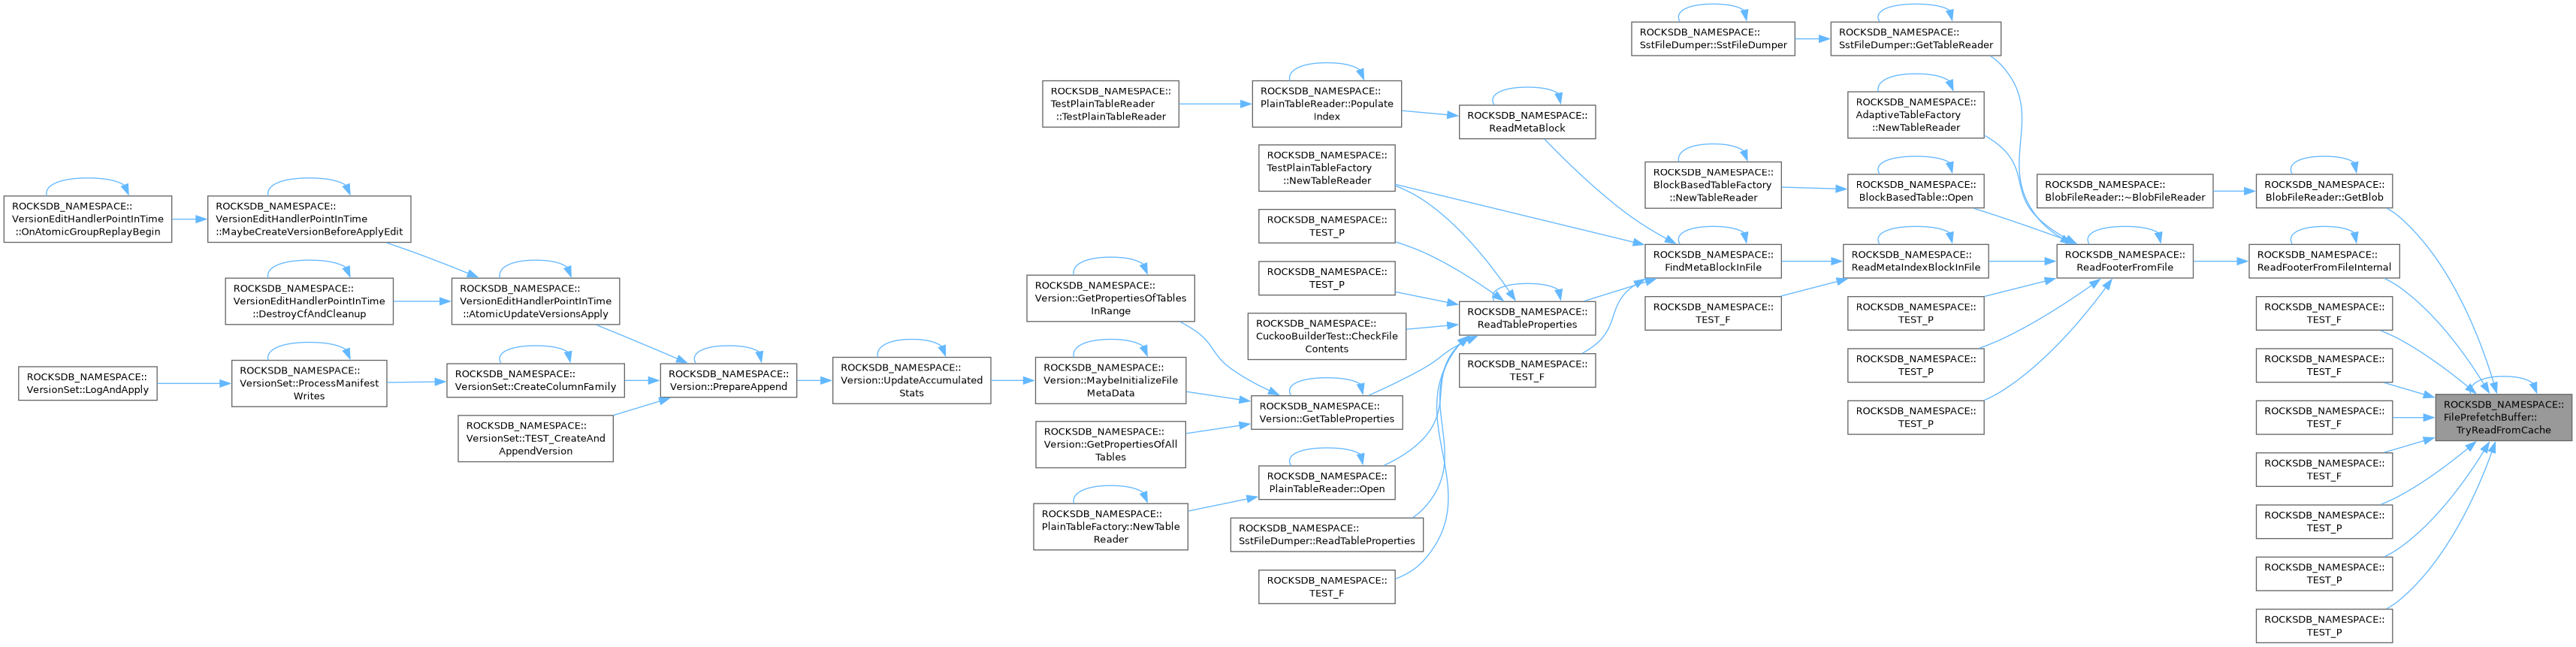 ROCKSDB_NAMESPACE::
VersionEditHandlerPointInTime
::OnAtomicGroupReplayBegin
ROCKSDB_NAMESPACE::
VersionSet::LogAndApply
ROCKSDB_NAMESPACE::
VersionEditHandlerPointInTime
::MaybeCreateVersionBeforeApplyEdit
ROCKSDB_NAMESPACE::
VersionEditHandlerPointInTime
::DestroyCfAndCleanup
ROCKSDB_NAMESPACE::
VersionSet::ProcessManifest
Writes
ROCKSDB_NAMESPACE::
VersionEditHandlerPointInTime
::AtomicUpdateVersionsApply
ROCKSDB_NAMESPACE::
VersionSet::CreateColumnFamily
ROCKSDB_NAMESPACE::
VersionSet::TEST_CreateAnd
AppendVersion
ROCKSDB_NAMESPACE::
Version::PrepareAppend
ROCKSDB_NAMESPACE::
Version::UpdateAccumulated
Stats
ROCKSDB_NAMESPACE::
TestPlainTableReader
::TestPlainTableReader
ROCKSDB_NAMESPACE::
Version::GetPropertiesOfTables
InRange
ROCKSDB_NAMESPACE::
Version::MaybeInitializeFile
MetaData
ROCKSDB_NAMESPACE::
Version::GetPropertiesOfAll
Tables
ROCKSDB_NAMESPACE::
PlainTableFactory::NewTable
Reader
ROCKSDB_NAMESPACE::
PlainTableReader::Populate
Index
ROCKSDB_NAMESPACE::
TestPlainTableFactory
::NewTableReader
ROCKSDB_NAMESPACE::
TEST_P
ROCKSDB_NAMESPACE::
TEST_P
ROCKSDB_NAMESPACE::
CuckooBuilderTest::CheckFile
Contents
ROCKSDB_NAMESPACE::
Version::GetTableProperties
ROCKSDB_NAMESPACE::
PlainTableReader::Open
ROCKSDB_NAMESPACE::
SstFileDumper::ReadTableProperties
ROCKSDB_NAMESPACE::
TEST_F
ROCKSDB_NAMESPACE::
ReadMetaBlock
ROCKSDB_NAMESPACE::
ReadTableProperties
ROCKSDB_NAMESPACE::
TEST_F
ROCKSDB_NAMESPACE::
SstFileDumper::SstFileDumper
ROCKSDB_NAMESPACE::
BlockBasedTableFactory
::NewTableReader
ROCKSDB_NAMESPACE::
FindMetaBlockInFile
ROCKSDB_NAMESPACE::
TEST_F
ROCKSDB_NAMESPACE::
SstFileDumper::GetTableReader
ROCKSDB_NAMESPACE::
AdaptiveTableFactory
::NewTableReader
ROCKSDB_NAMESPACE::
BlockBasedTable::Open
ROCKSDB_NAMESPACE::
ReadMetaIndexBlockInFile
ROCKSDB_NAMESPACE::
TEST_P
ROCKSDB_NAMESPACE::
TEST_P
ROCKSDB_NAMESPACE::
TEST_P
ROCKSDB_NAMESPACE::
BlobFileReader::~BlobFileReader
ROCKSDB_NAMESPACE::
ReadFooterFromFile
ROCKSDB_NAMESPACE::
BlobFileReader::GetBlob
ROCKSDB_NAMESPACE::
ReadFooterFromFileInternal
ROCKSDB_NAMESPACE::
TEST_F
ROCKSDB_NAMESPACE::
TEST_F
ROCKSDB_NAMESPACE::
TEST_F
ROCKSDB_NAMESPACE::
TEST_F
ROCKSDB_NAMESPACE::
TEST_P
ROCKSDB_NAMESPACE::
TEST_P
ROCKSDB_NAMESPACE::
TEST_P
ROCKSDB_NAMESPACE::
FilePrefetchBuffer::
TryReadFromCache